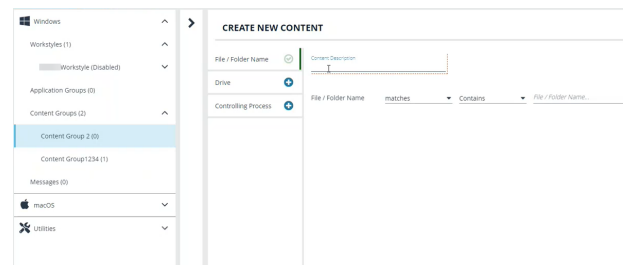 Windows
Workstyles (1)
Workstyle (Disabled)
Application Groups (0)
Content Groups (2)
Content Group 2 (0)
Content Group1234 (1)
Messages (0)
macOS
Utilities
CREATE NEW CONTENT
File / Folder Name
Drive
Controlling Process
Content Description
File / Folder Name matches Contains File / Folder Name...